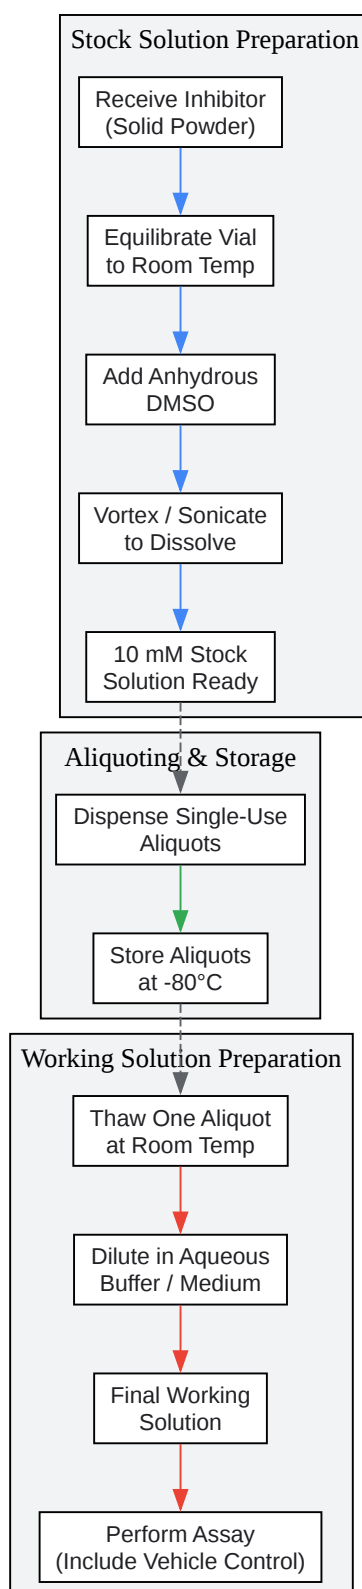 Stock Solution Preparation
Receive Inhibitor
(Solid Powder)
Equilibrate Vial
to Room Temp
Add Anhydrous
DMSO
Vortex / Sonicate
to Dissolve
10 mM Stock
Solution Ready
Aliquoting & Storage
Dispense Single-Use
Aliquots
Store Aliquots
at -80°C
Working Solution Preparation
Thaw One Aliquot
at Room Temp
Dilute in Aqueous
Buffer / Medium
Final Working
Solution
Perform Assay
(Include Vehicle Control)